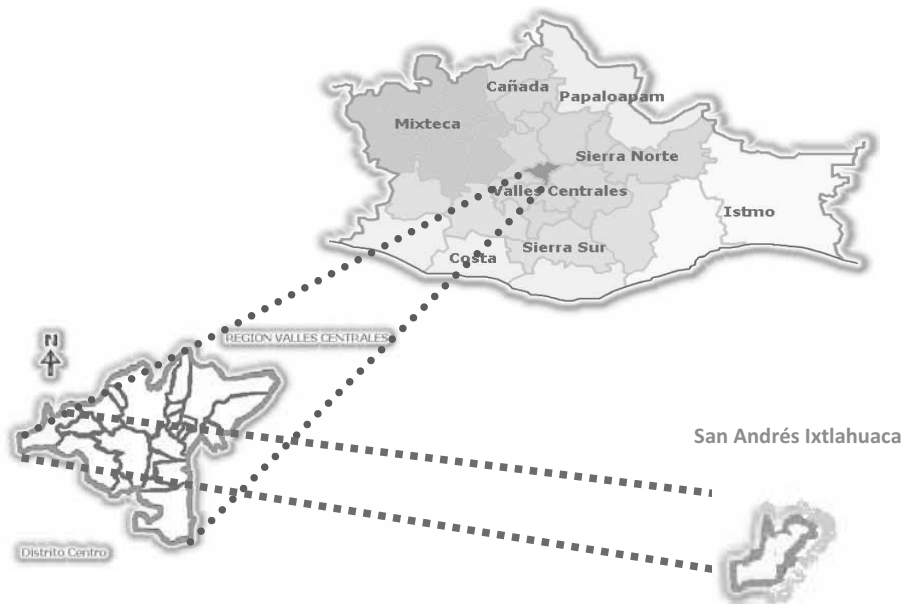 Cañada
Papaloapam
Mixteca
Sierra Norte
Valles Centrales
Istmo
Sierra Sur
Costa
REGION VALLES CENTRALES
N
San Andrés Ixtlahuaca
Distrito Centro